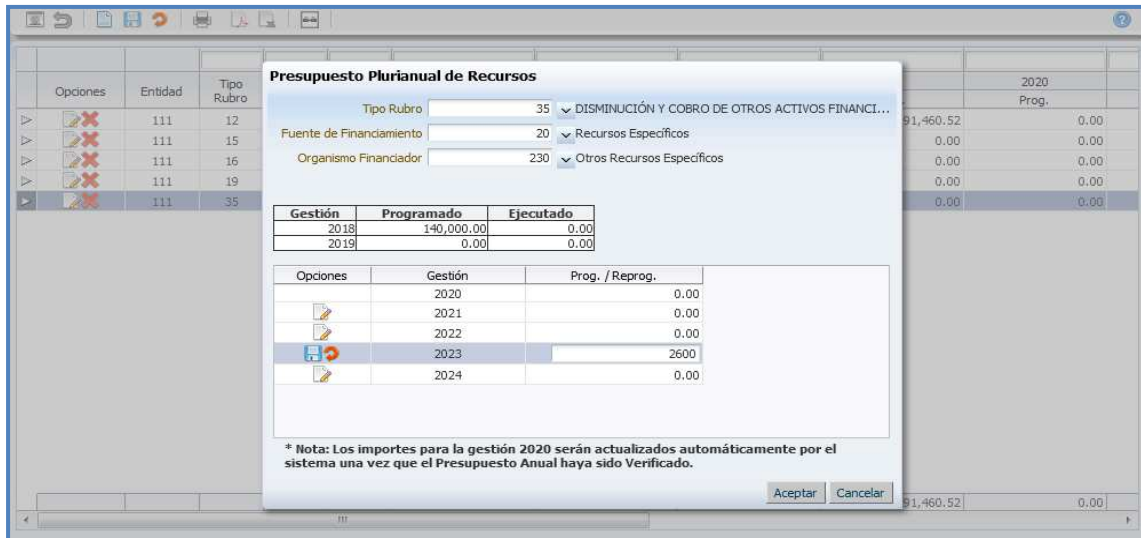 Presupuesto Plurianual de Recursos
Tipo Rubro 35 DISMINUCIÓN Y COBRO DE OTROS ACTIVOS FINANCI...
Fuente de Financiamiento 20 Recursos Específicos
Organismo Financiador 230 Otros Recursos Específicos
Gestión Programado Ejecutado
2018 140,000.00 0.00
2019 0.00 0.00
Opciones Gestión Prog. / Reprog.
2020 0.00
2021 0.00
2022 0.00
2023 2600
2024 0.00
* Nota: Los importes para la gestión 2020 serán actualizados automáticamente por el
sistema una vez que el Presupuesto Anual haya sido Verificado.
Aceptar Cancelar
Opciones Entidad Tipo Rubro 2020
Prog.
111 12 91,460.52 0.00
111 15 0.00 0.00
111 16 0.00 0.00
111 19 0.00 0.00
111 35 0.00 0.00
91,460.52 0.00